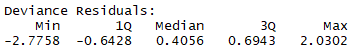 Deviance Residuals:
Min 1Q Median 3Q Max
-2.7758 -0.6428 0.4056 0.6943 2.0302